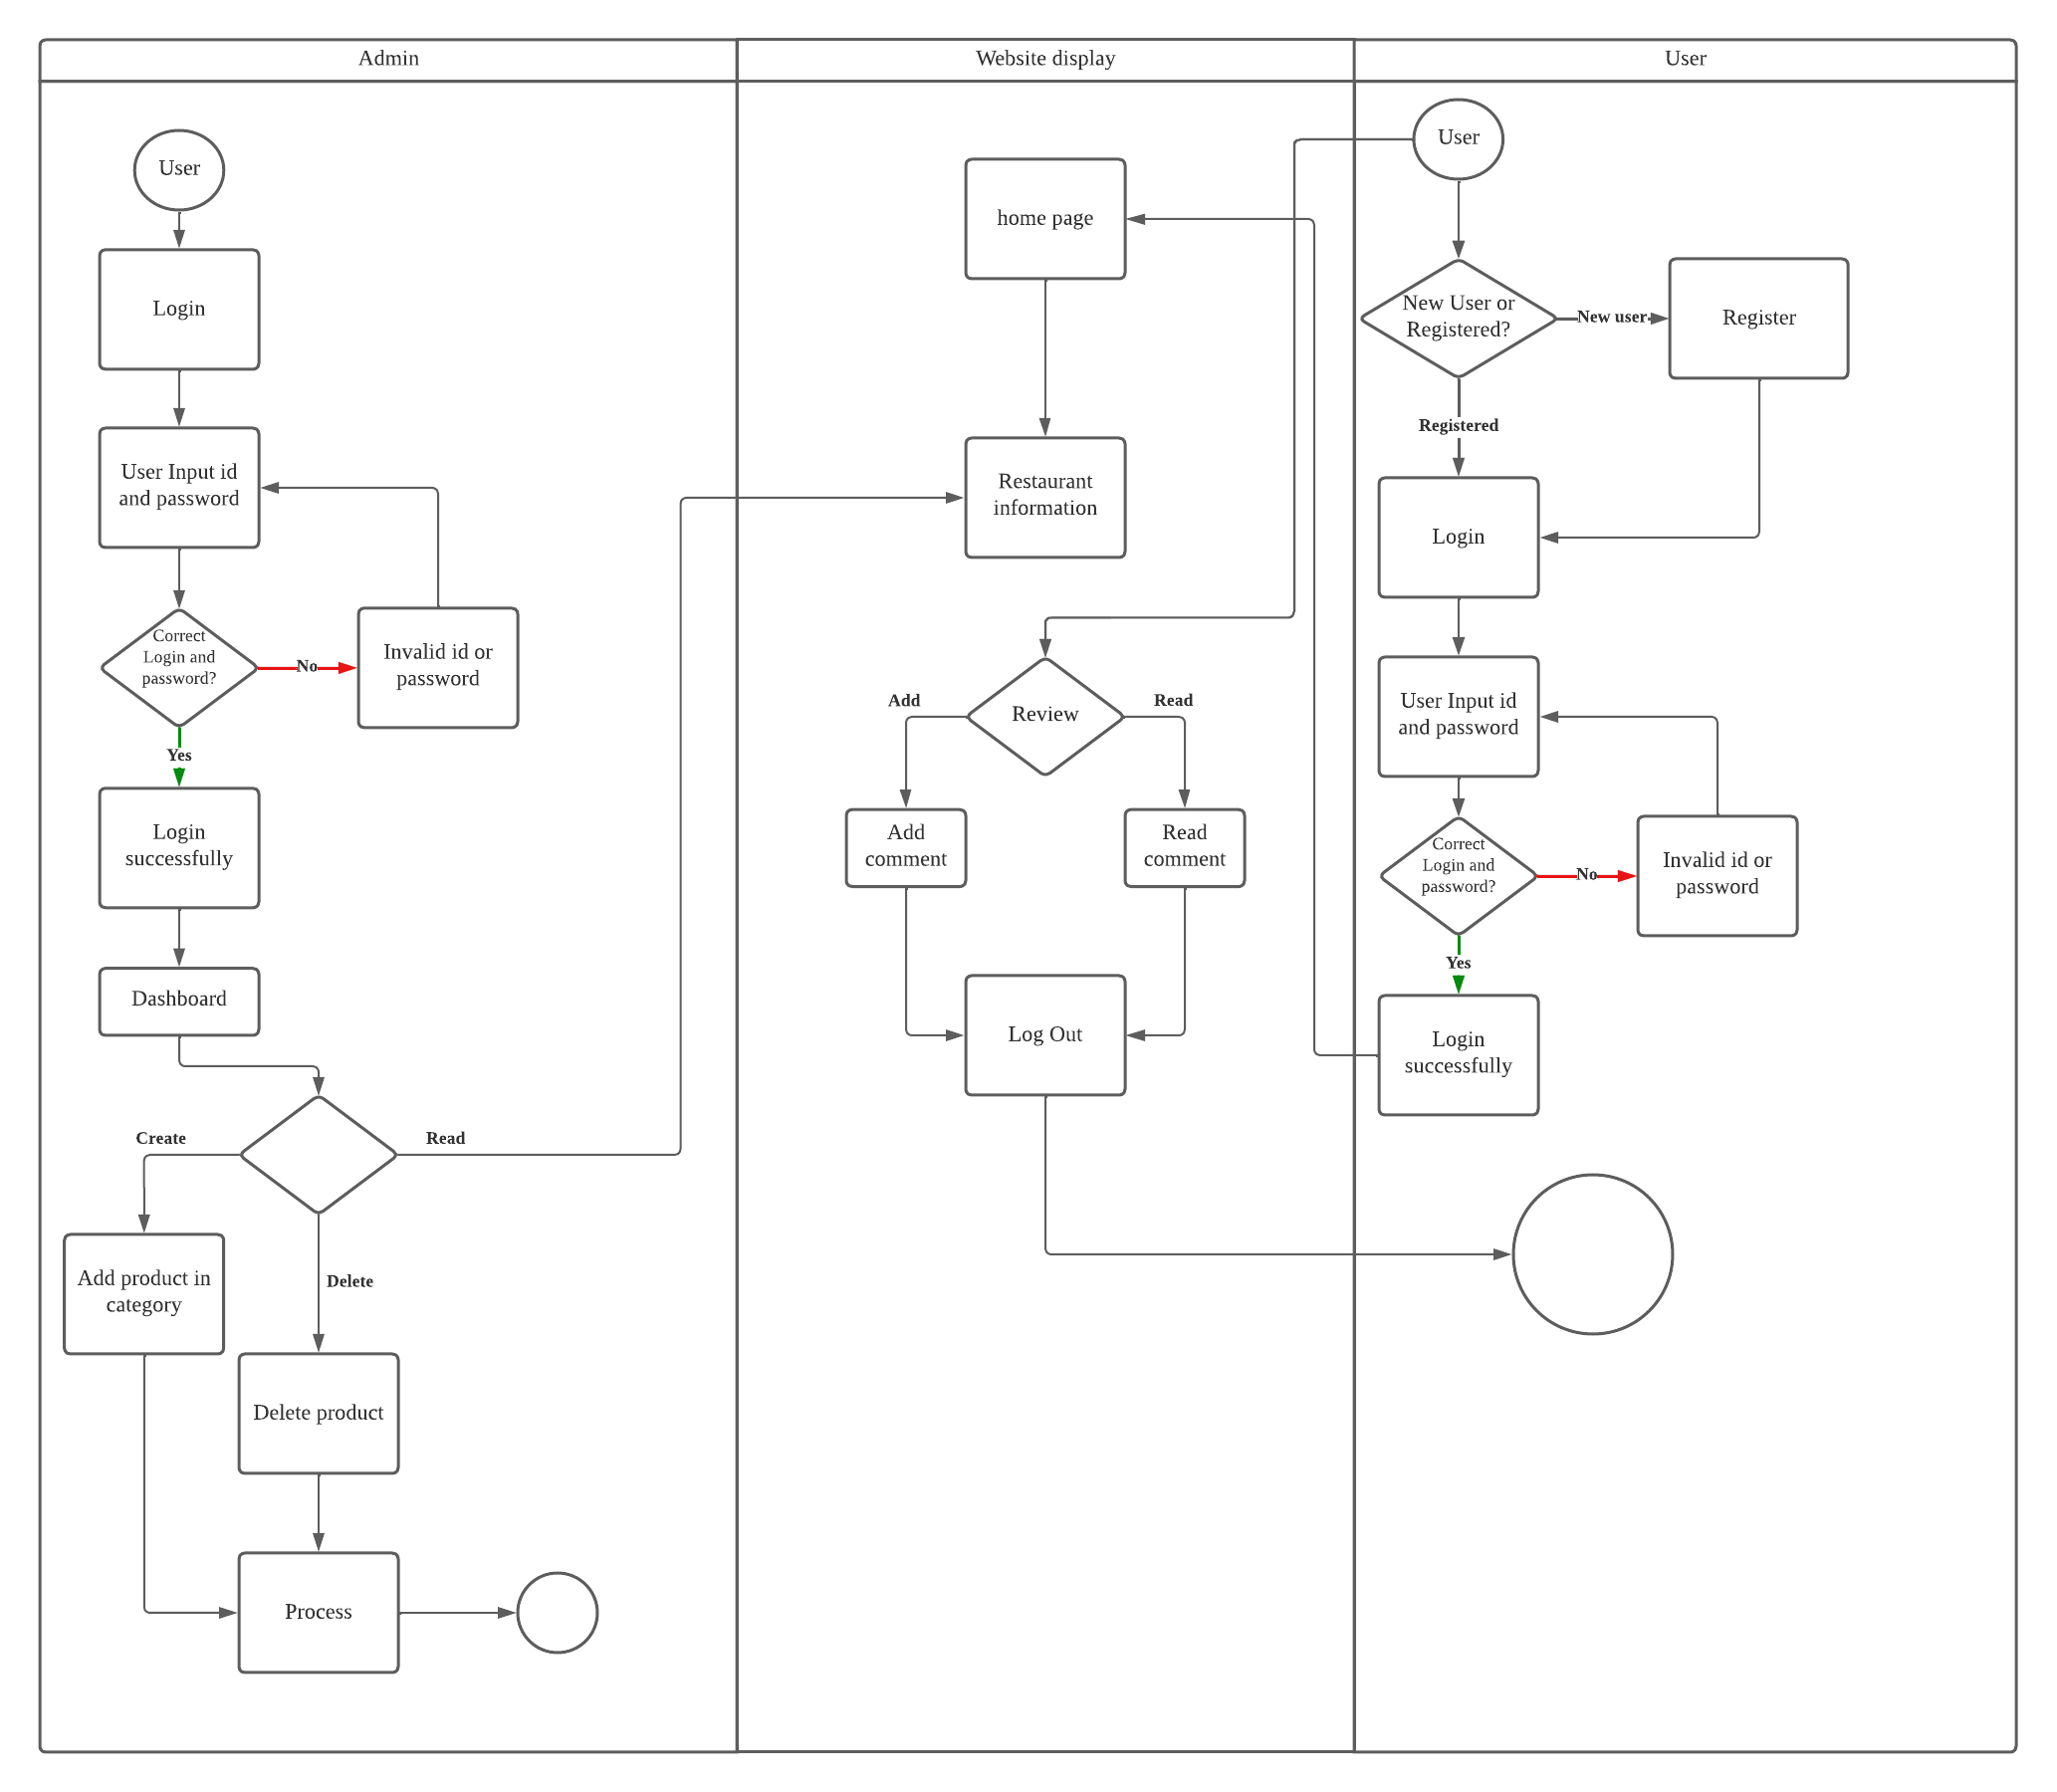 Admin
Website display
User
User
Login
User Input id
and password
Correct
Login and
password?
No
Invalid id or
password
Yes
Login
successfully
Dashboard
Create
Read
Delete
Add product in
category
Delete product
Process
home page
Restaurant
information
Review
Add
Read
Add
comment
Read
comment
Log Out
User
New User or
Registered?
New user
Register
Registered
Login
User Input id
and password
Correct
Login and
password?
No
Invalid id or
password
Yes
Login
successfully